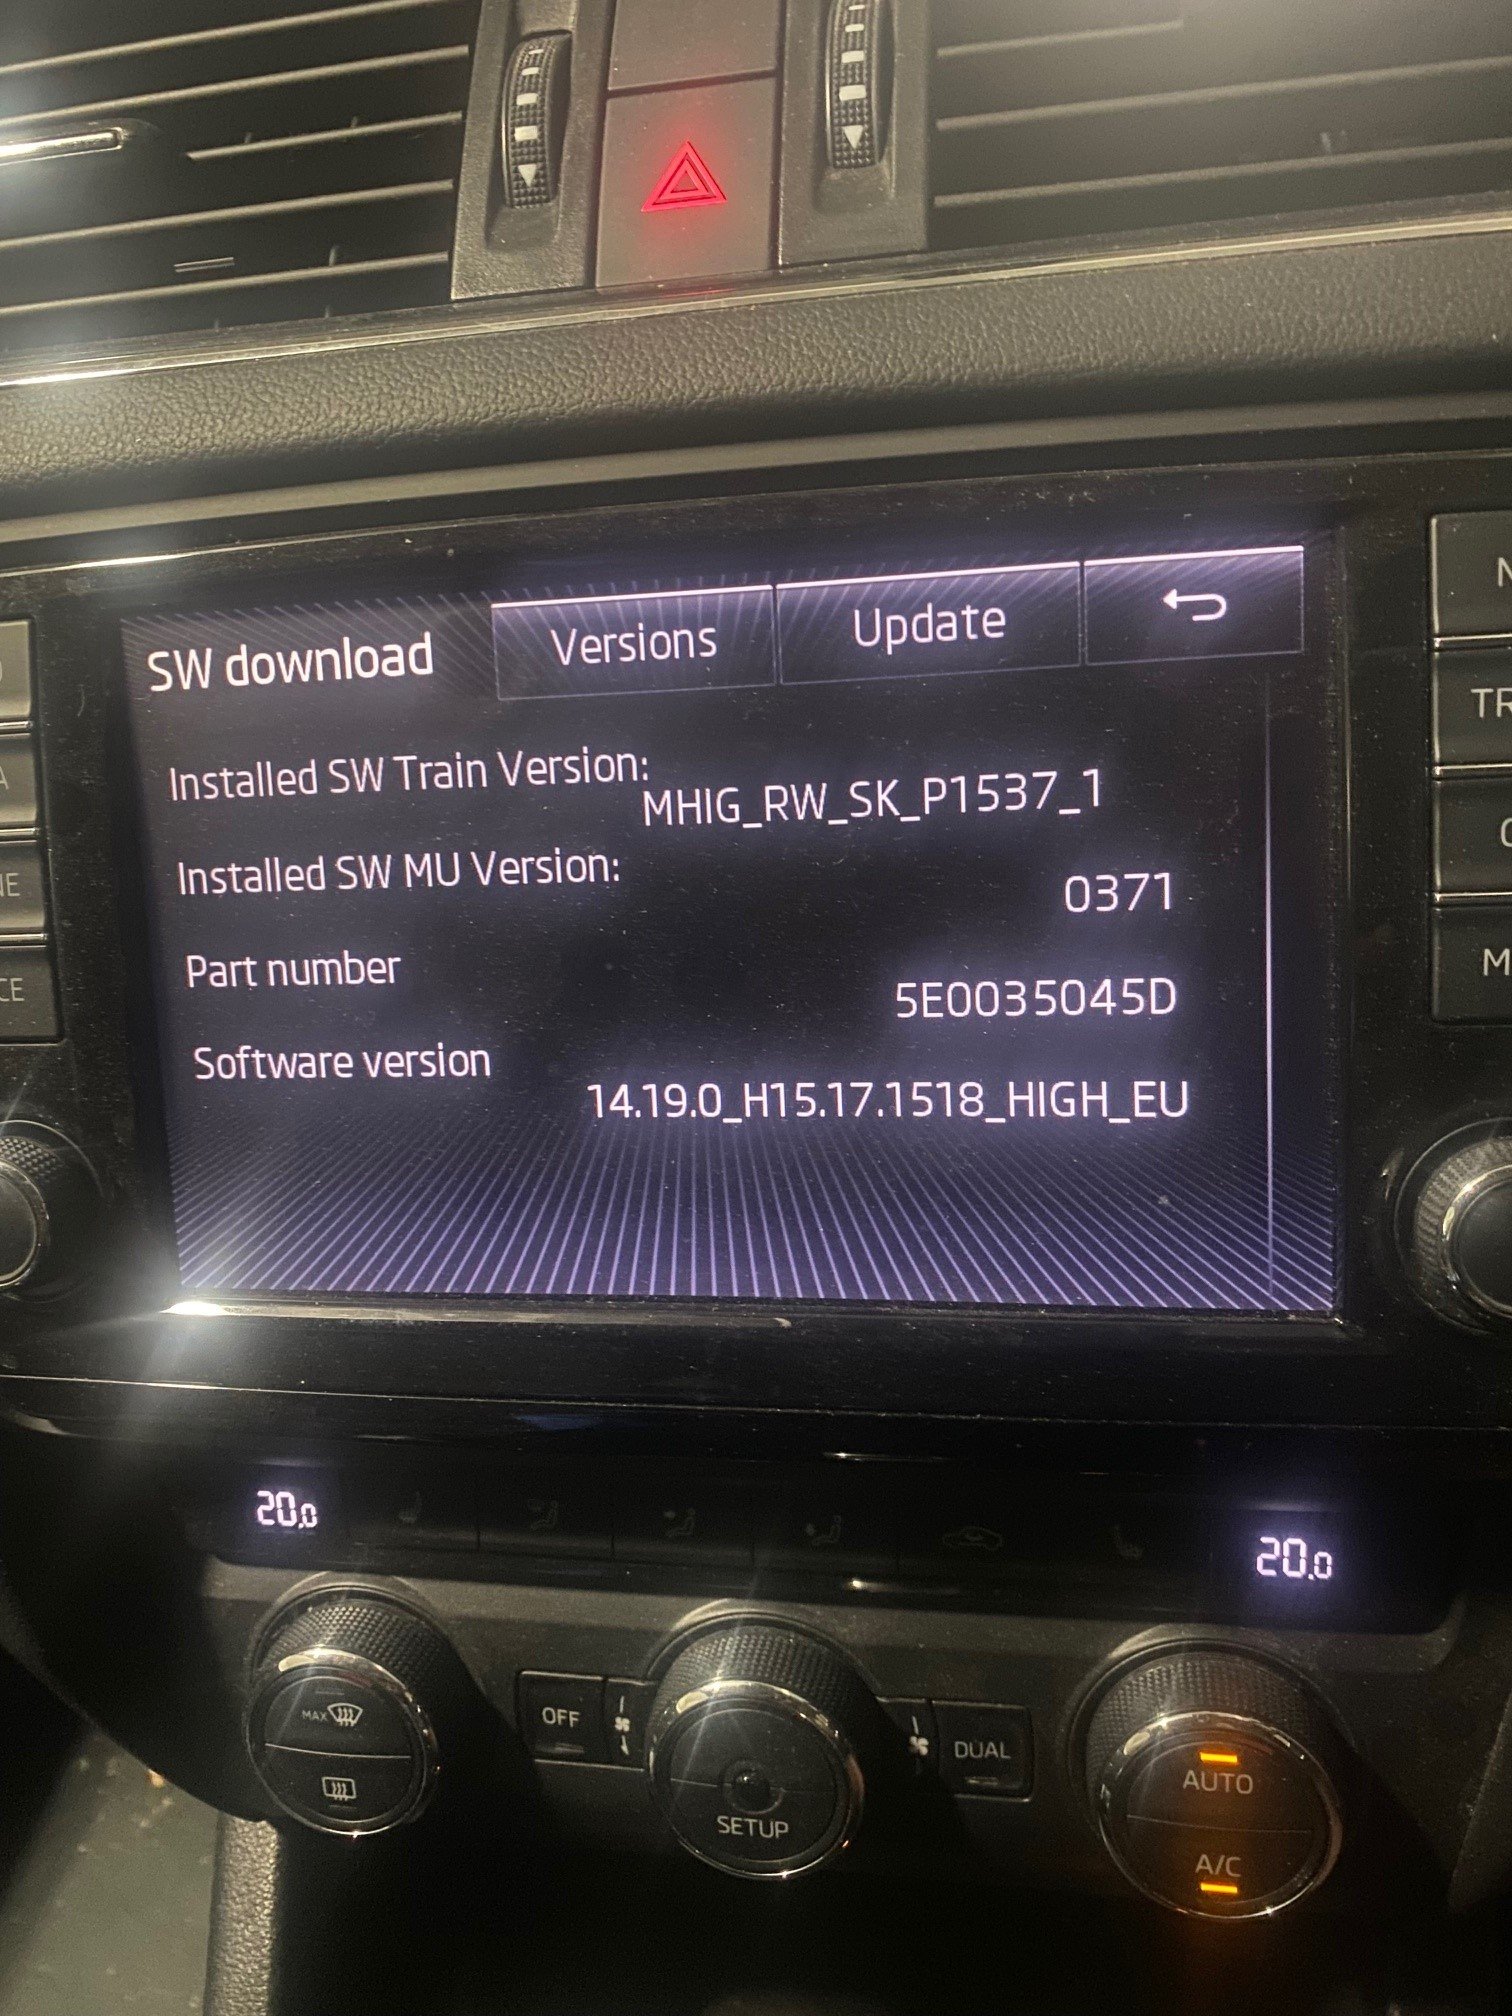 SW download
Versions
Update
Installed SW Train Version:
MHIG_RW_SK_P1537_1
Installed SW MU Version:
0371
Part number
5E0035045D
Software version
14.19.0_H15.17.1518_HIGH_EU
20,0
20.0
MAX
OFF
DUAL
SETUP
AUTO
A/C